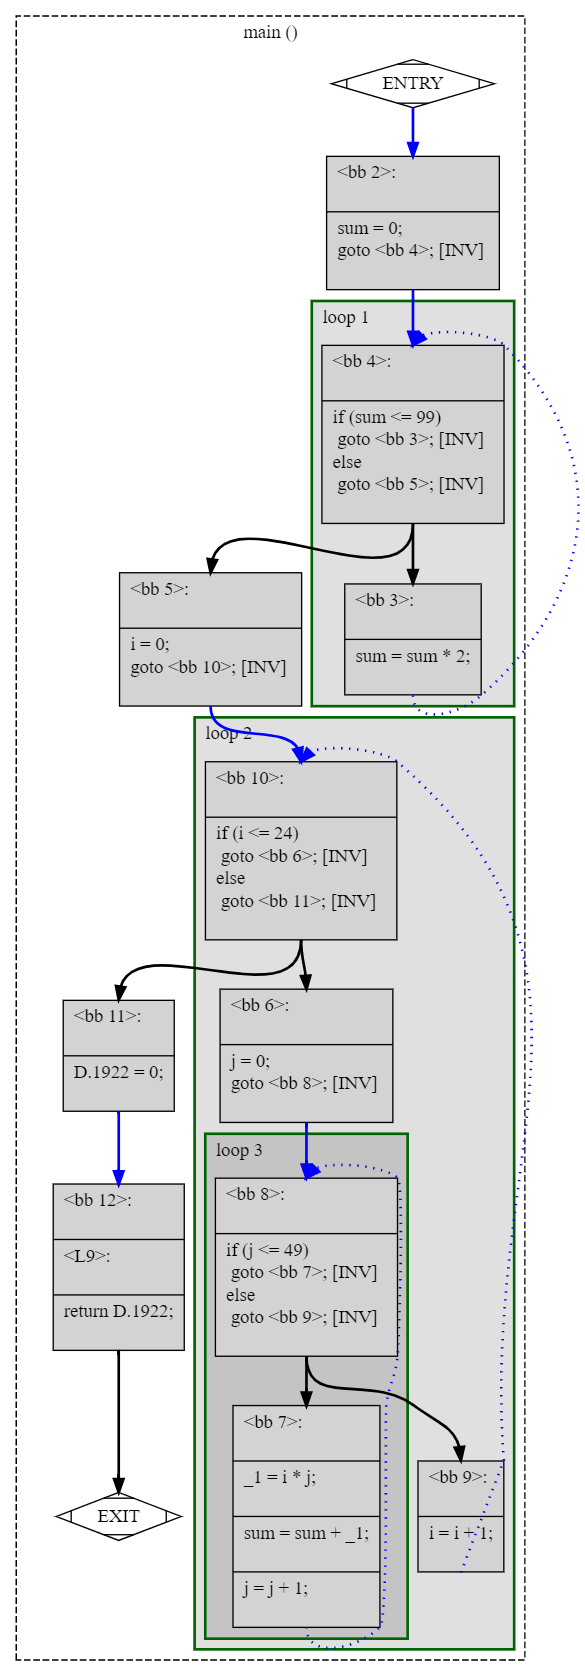 main ()
ENTRY
<bb 2>:
sum = 0;
goto <bb 4>; [INV]
loop 1
<bb 4>:
if (sum <= 99)
goto <bb 3>; [INV]
else
goto <bb 5>; [INV]
<bb 5>:
i = 0;
goto <bb 10>; [INV]
<bb 3>:
sum = sum * 2;
loop 2
<bb 10>:
if (i <= 24)
goto <bb 6>; [INV]
else
goto <bb 11>; [INV]
<bb 11>:
D.1922 = 0;
<bb 6>:
j = 0;
goto <bb 8>; [INV]
loop 3
<bb 8>:
if (j <= 49)
goto <bb 7>; [INV]
else
goto <bb 9>; [INV]
<bb 12>:
<L9>:
return D.1922;
<bb 7>:
_1 = i * j;
sum = sum + _1;
j = j + 1;
<bb 9>:
i = i + 1;
EXIT